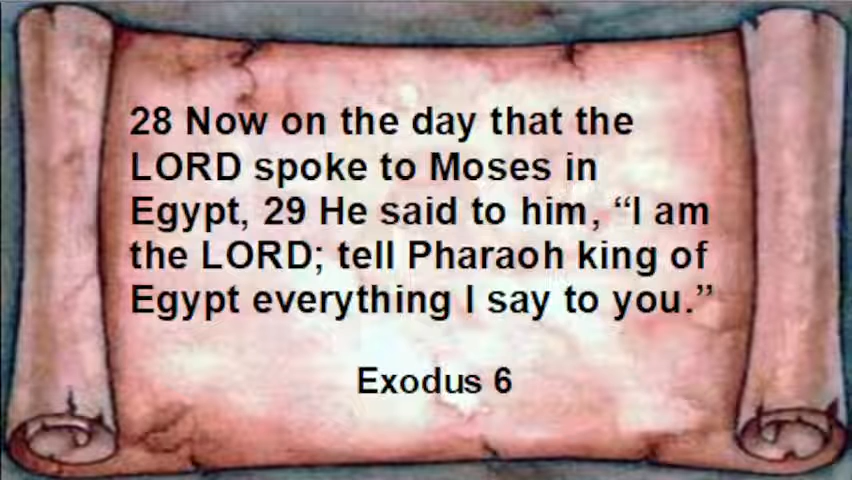 28 Now on the day that the
LORD spoke to Moses in
Egypt, 29 He said to him, “I am
the LORD; tell Pharaoh king of
Egypt everything I say to you.”
Exodus 6